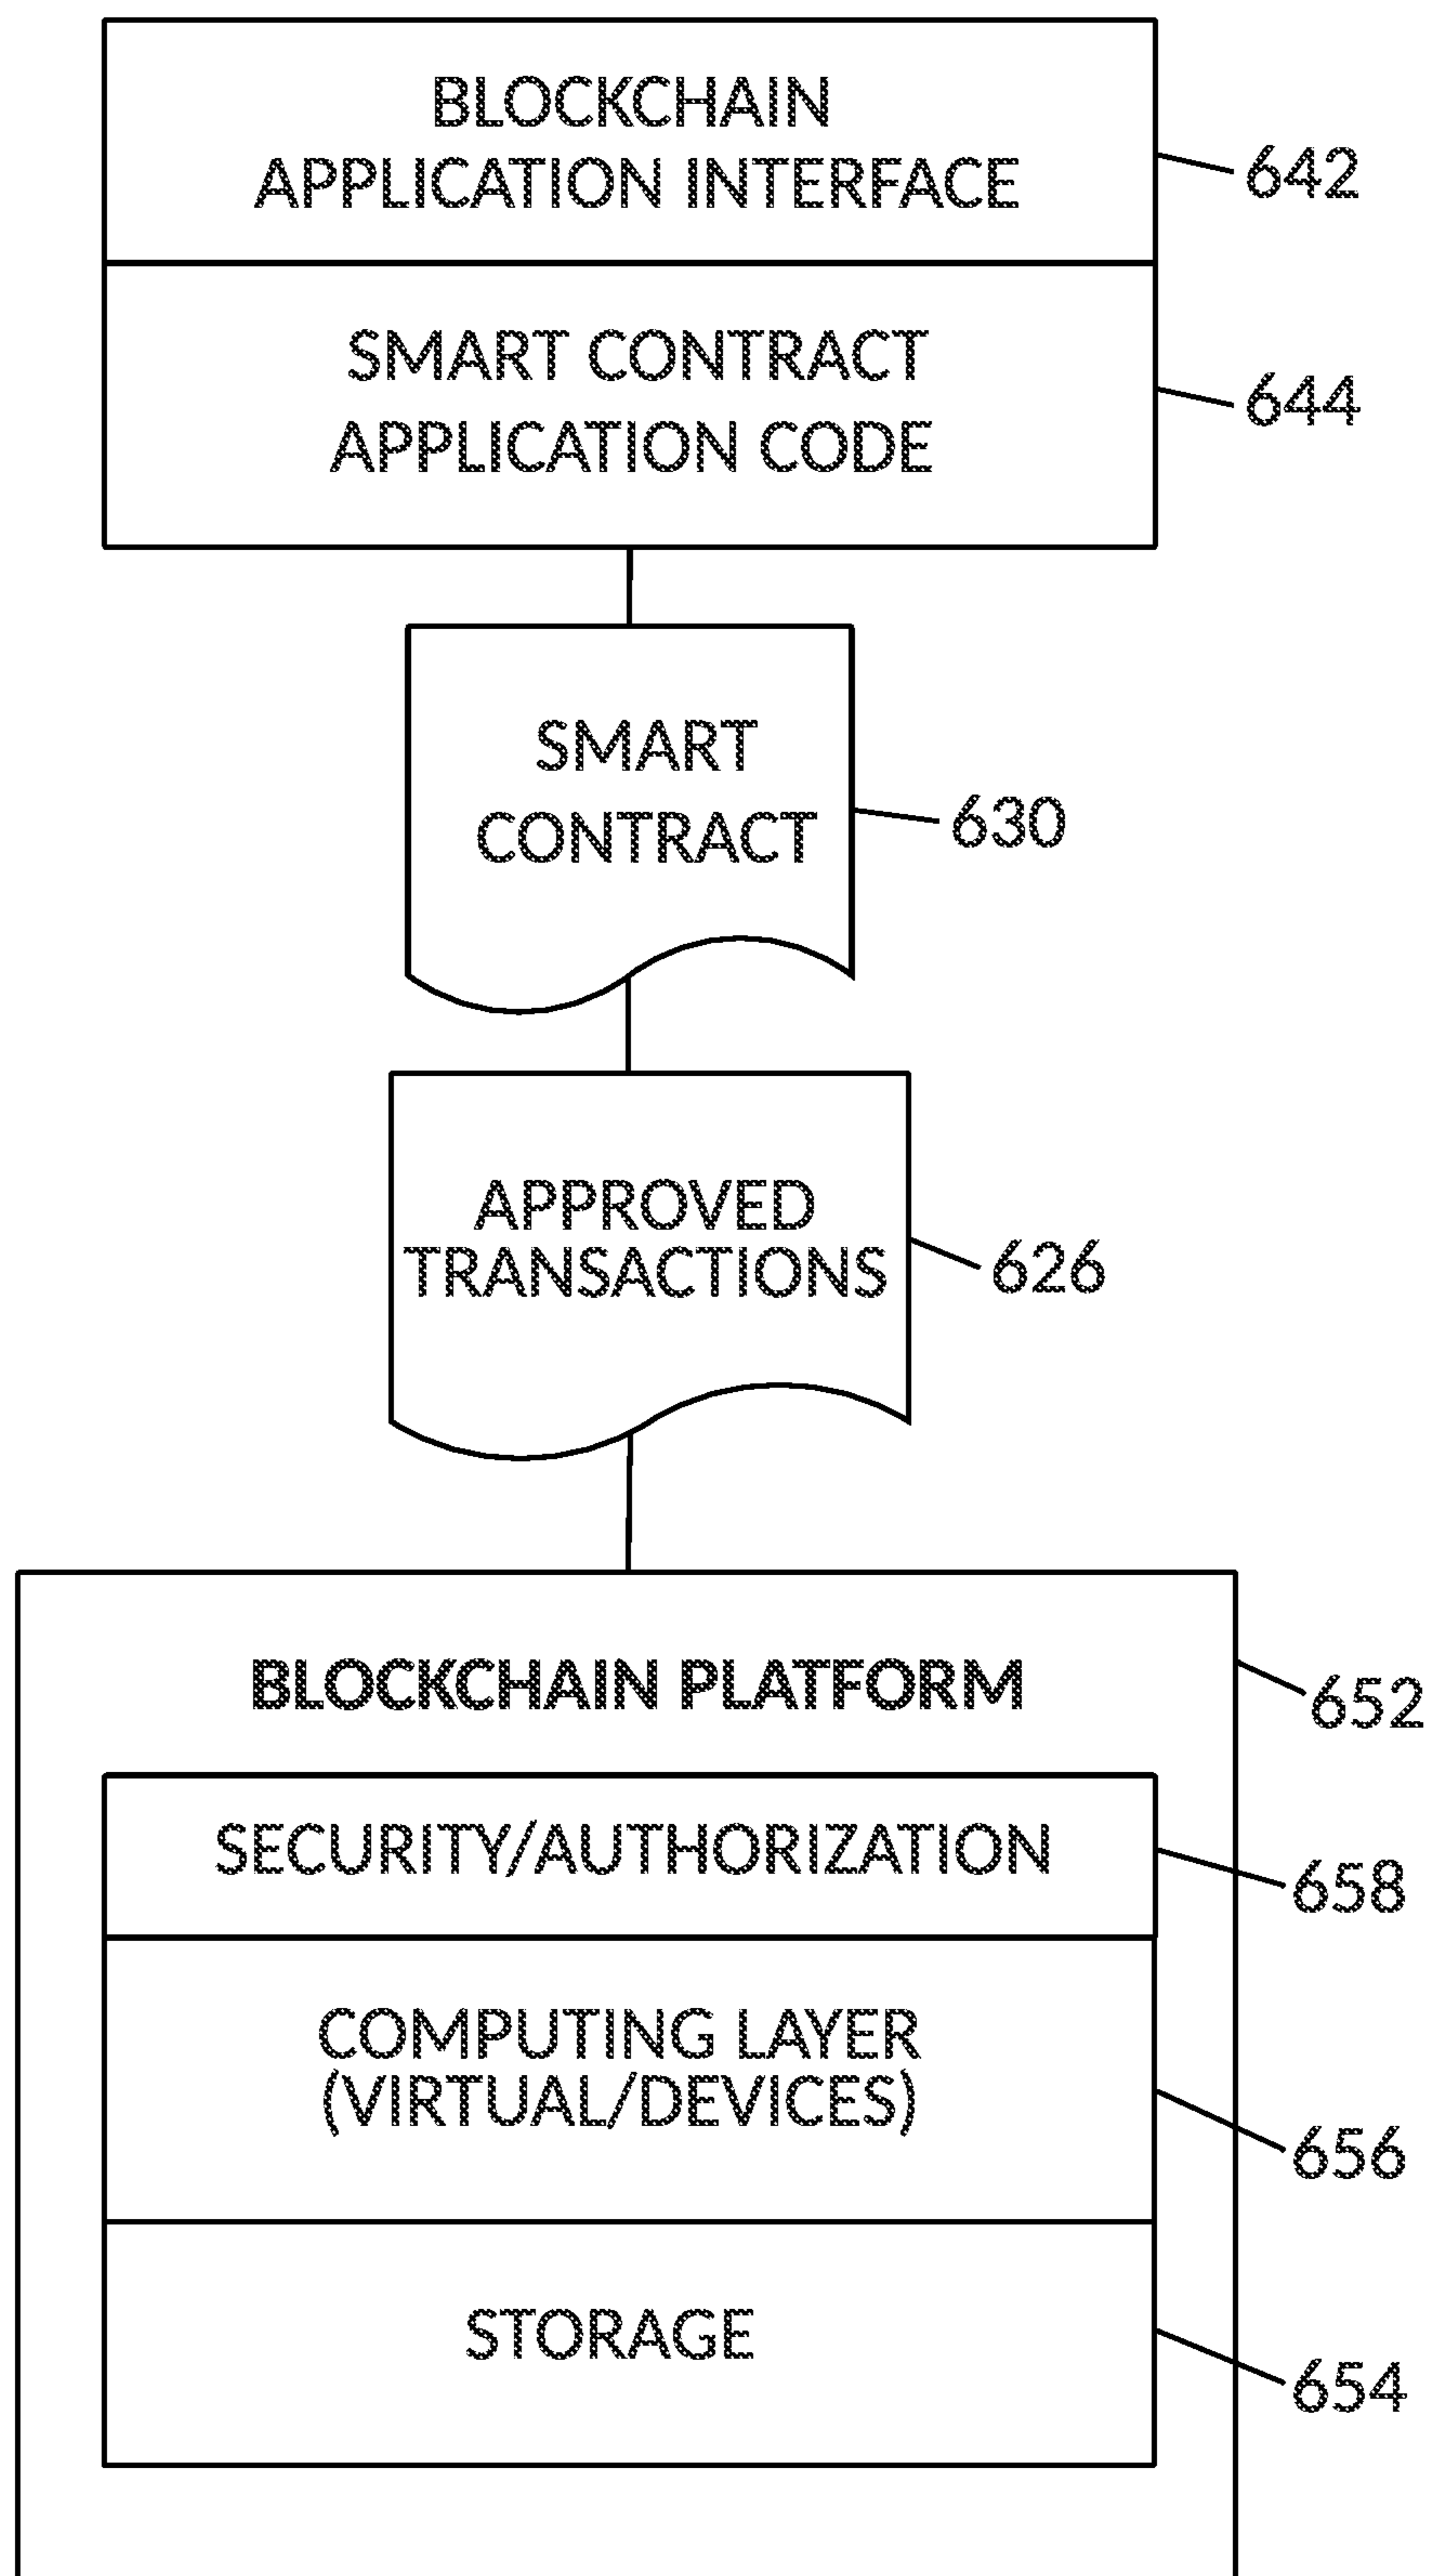 BLOCKCHAIN
APPLICATION INTERFACE
642
SMART CONTRACT
APPLICATION CODE
644
SMART
CONTRACT
630
APPROVED
TRANSACTIONS
626
BLOCKCHAIN PLATFORM
652
SECURITY/AUTHORIZATION
658
COMPUTING LAYER
(VIRTUAL/DEVICES)
656
STORAGE
654